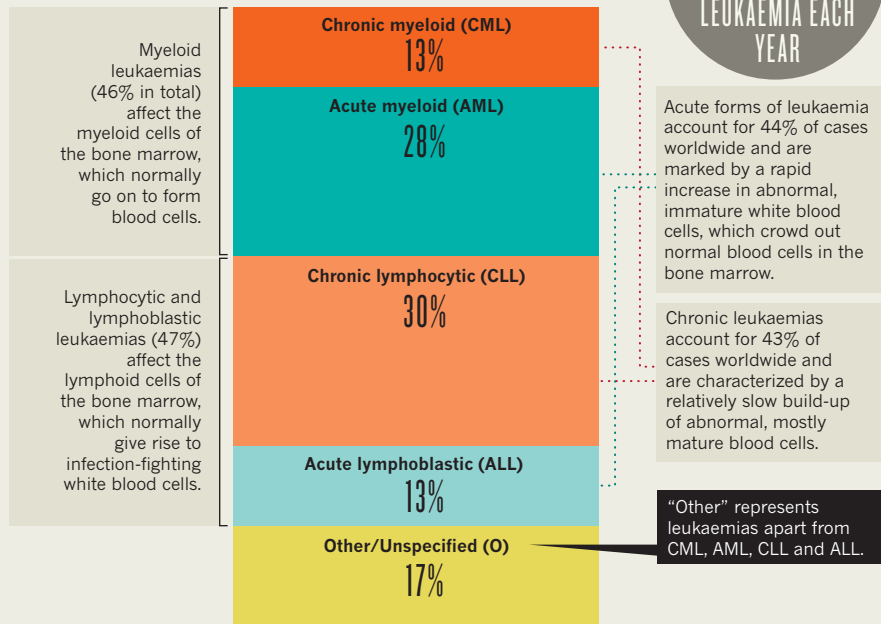 LEUKAEMIA EACH
YEAR
Myeloid
leukaemias
(46% in total)
affect the
myeloid cells of
the bone marrow,
which normally
go on to form
blood cells.
Lymphocytic and
lymphoblastic
leukaemias (47%)
affect the
lymphoid cells of
the bone marrow,
which normally
give rise to
infection-fighting
white blood cells.
Chronic myeloid (CML)
13%
Acute myeloid (AML)
28%
Chronic lymphocytic (CLL)
30%
Acute lymphoblastic (ALL)
13%
Other/Unspecified (O)
17%
Acute forms of leukaemia
account for 44% of cases
worldwide and are
marked by a rapid
increase in abnormal,
immature white blood
cells, which crowd out
normal blood cells in the
bone marrow.
Chronic leukaemias
account for 43% of
cases worldwide and
are characterized by a
relatively slow build-up
of abnormal, mostly
mature blood cells.
“Other” represents
leukaemias apart from
CML, AML, CLL and ALL.